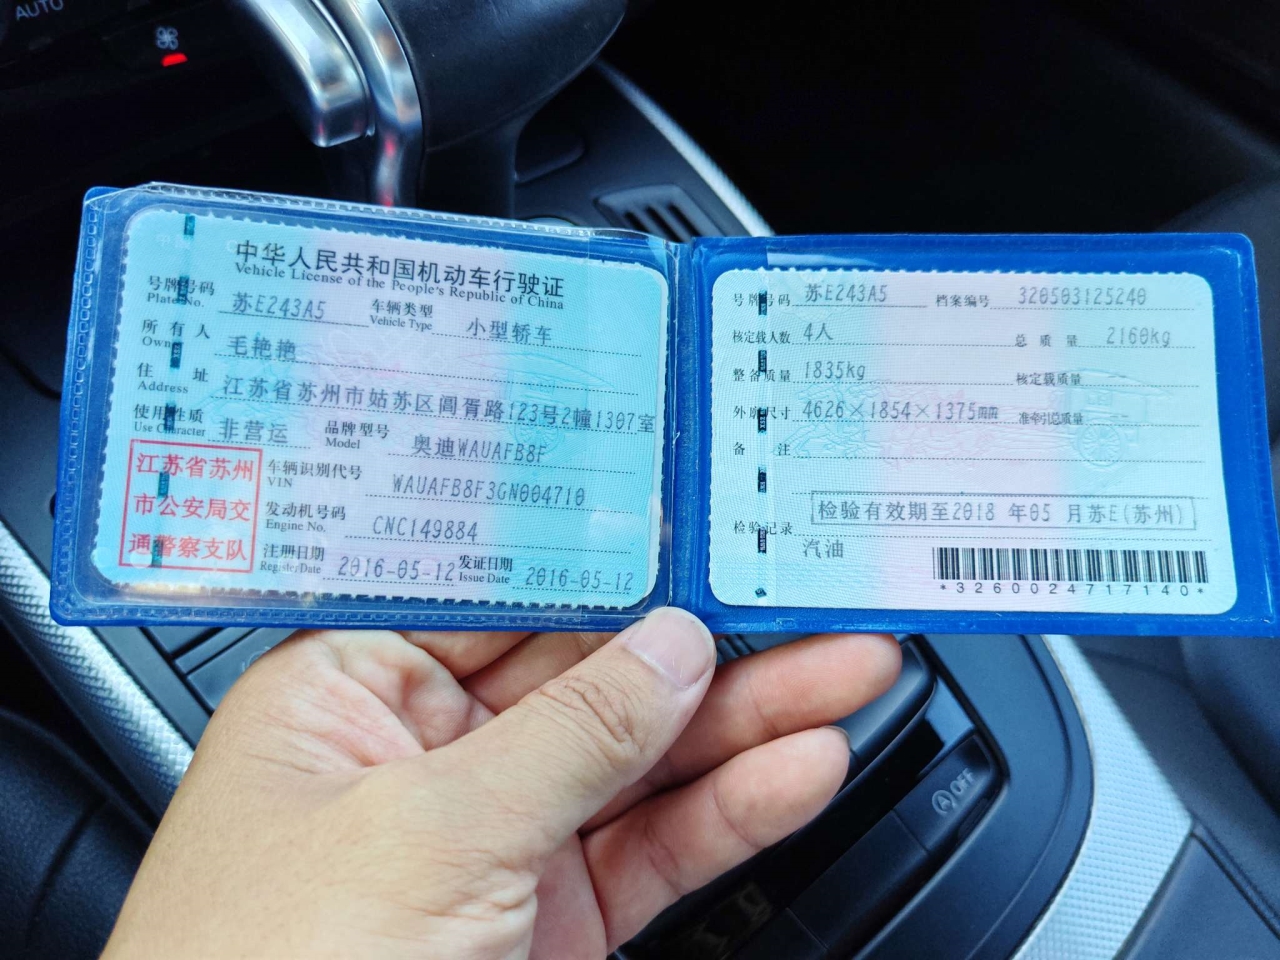 AUTO
中华人民共和国机动车行驶证
Vehicle License of the People's Republic of China
号牌号码 苏E243A5 车辆类型 小型轿车
Plate No. Vehicle Type
所有人 毛艳艳
Owner
住址 江苏省苏州市姑苏区阊胥路123号2幢1307室
Address
使用性质 非营运 品牌型号 奥迪WAUAFB8F
Use Character Model
江苏省苏州
市公安局交
通警察支队
车辆识别代号 WAUAFB8F3GN004710
VIN
发动机号码 CNC149884
Engine No.
注册日期 2016-05-12 发证日期 2016-05-12
Register Date Issue Date
号牌号码 苏E243A5 档案编号 320503125240
核定载人数 4人 总质量 2160kg
整备质量 1835kg 核定载质量
外廓尺寸 4626×1854×1375mm 准牵引总质量 --
备注
检验有效期至2018 年05 月苏E(苏州)
检验记录
汽油
*3260024717140*
A OFF